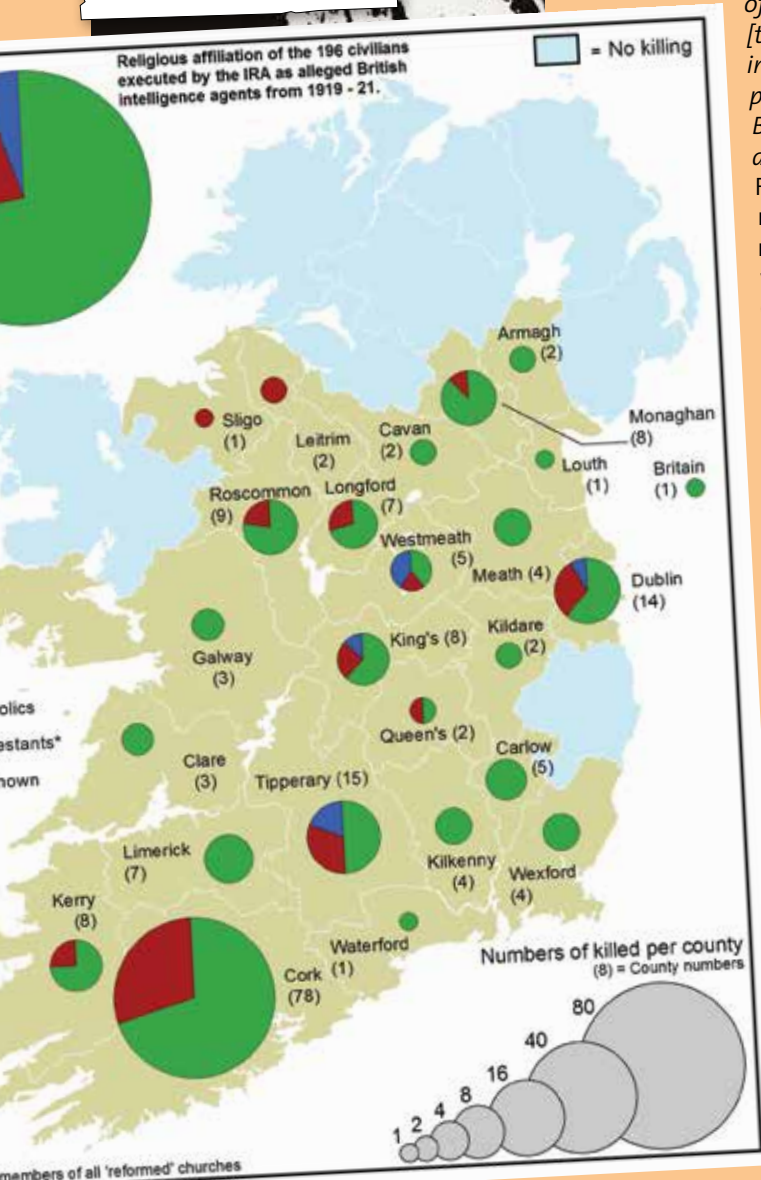 Religious affiliation of the 196 civilians
executed by the IRA as alleged British
intelligence agents from 1919 - 21.
= No killing
Armagh
(2)
Monaghan
(8)
Sligo
(1)
Leitrim
(2)
Cavan
(2)
Louth
(1)
Britain
(1)
Roscommon
(9)
Longford
(7)
Westmeath
(5)
Meath (4)
Dublin
(14)
Galway
(3)
King's (8)
Kildare
(2)
Queen's (2)
Clare
(3)
Tipperary (15)
Carlow
(5)
Limerick
(7)
Kilkenny
(4)
Wexford
(4)
Kerry
(8)
Cork
(78)
Waterford
(1)
Numbers of killed per county
(8) = County numbers
80
40
16
8
4
2
1
members of all 'reformed' churches